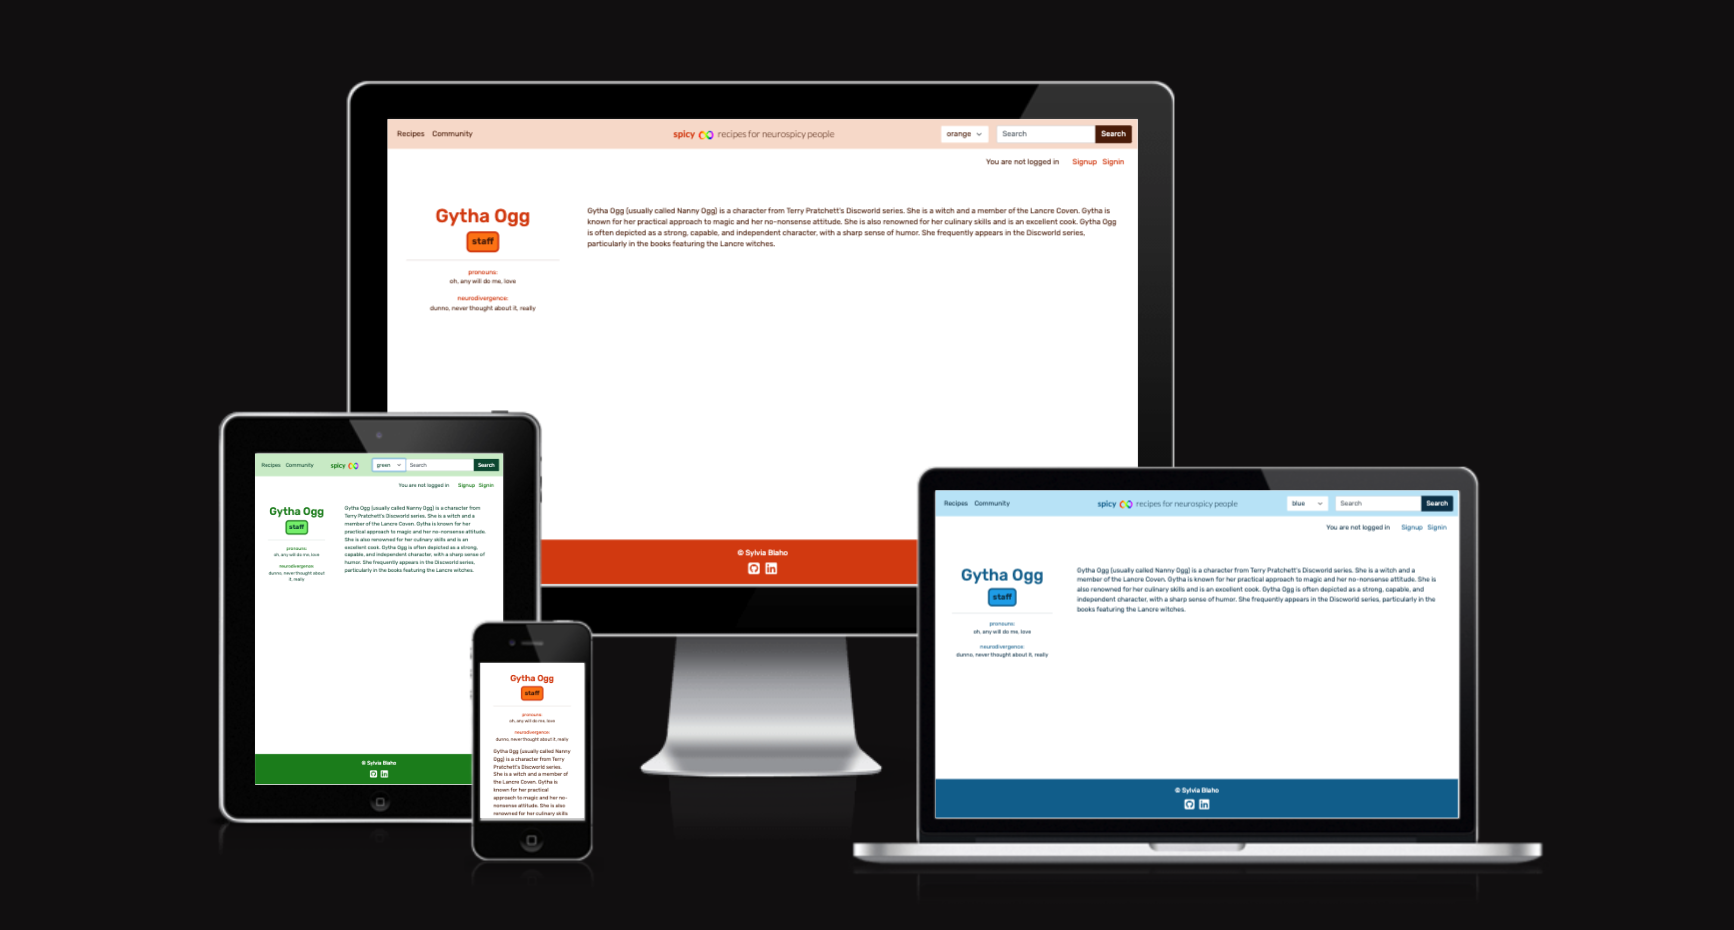 Recipes Community spicy recipes for neurospicy people orange Search Search
You are not logged in Signup Signin
Gytha Ogg
staff
pronouns:
oh, any will do me, love
neurodivergence:
dunno, never thought about it, really
Gytha Ogg (usually called Nanny Ogg) is a character from Terry Pratchett's Discworld series. She is a witch and a member of the Lancre Coven. Gytha is
known for her practical approach to magic and her no-nonsense attitude. She is also renowned for her culinary skills and is an excellent cook. Gytha Ogg
is often depicted as a strong, capable, and independent character, with a sharp sense of humor. She frequently appears in the Discworld series,
particularly in the books featuring the Lancre witches.
© Sylvia Blaho
Recipes Community spicy green Search Search
You are not logged in Signup Signin
Gytha Ogg
staff
pronouns:
oh, any will do me, love
neurodivergence:
dunno, never thought about
it, really
Gytha Ogg (usually called Nanny Ogg) is a character from
Terry Pratchett's Discworld series. She is a witch and a
member of the Lancre Coven. Gytha is known for her
practical approach to magic and her no-nonsense attitude.
She is also renowned for her culinary skills and is an
excellent cook. Gytha Ogg is often depicted as a strong,
capable, and independent character, with a sharp sense of
humor. She frequently appears in the Discworld series,
particularly in the books featuring the Lancre witches.
© Sylvia Blaho
Gytha Ogg
staff
pronouns:
oh, any will do me, love
neurodivergence:
dunno, never thought about it, really
Gytha Ogg (usually called Nanny
Ogg) is a character from Terry
Pratchett's Discworld series.
She is a witch and a member of
the Lancre Coven. Gytha is
known for her practical
approach to magic and her no-
nonsense attitude. She is also
renowned for her culinary skills
Recipes Community spicy recipes for neurospicy people blue Search Search
You are not logged in Signup Signin
Gytha Ogg
staff
pronouns:
oh, any will do me, love
neurodivergence:
dunno, never thought about it, really
Gytha Ogg (usually called Nanny Ogg) is a character from Terry Pratchett's Discworld series. She is a witch and a
member of the Lancre Coven. Gytha is known for her practical approach to magic and her no-nonsense attitude. She is
also renowned for her culinary skills and is an excellent cook. Gytha Ogg is often depicted as a strong, capable, and
independent character, with a sharp sense of humor. She frequently appears in the Discworld series, particularly in the
books featuring the Lancre witches.
© Sylvia Blaho